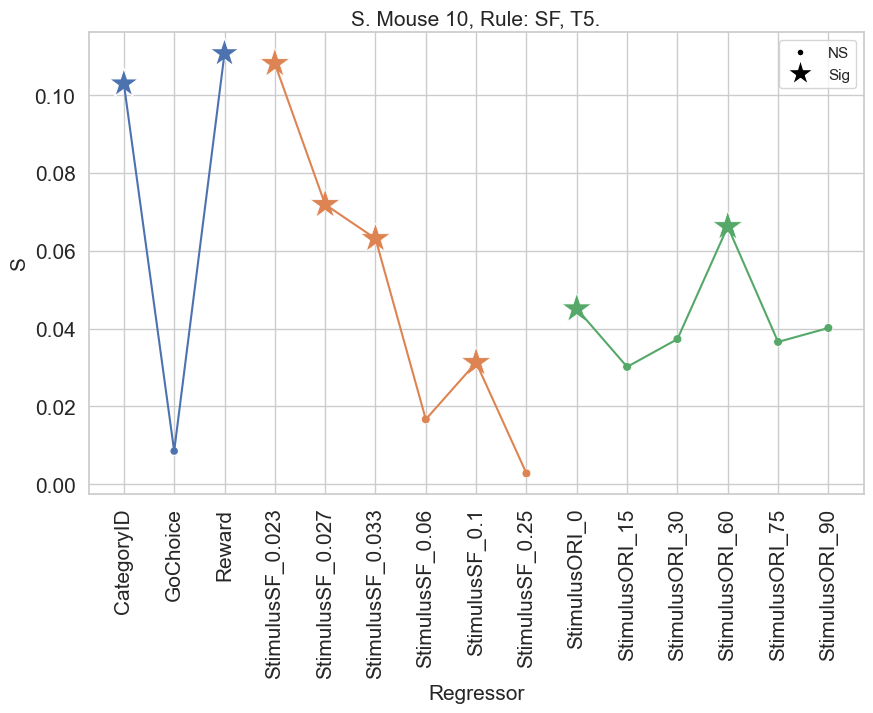 S. Mouse 10, Rule: SF, T5.
NS
Sig
0.10
0.08
0.06
0.04
0.02
0.00
S
CategoryID
GoChoice
Reward
StimulusSF_0.023
StimulusSF_0.027
StimulusSF_0.033
StimulusSF_0.06
StimulusSF_0.1
StimulusSF_0.25
StimulusORI_0
StimulusORI_15
StimulusORI_30
StimulusORI_60
StimulusORI_75
StimulusORI_90
Regressor